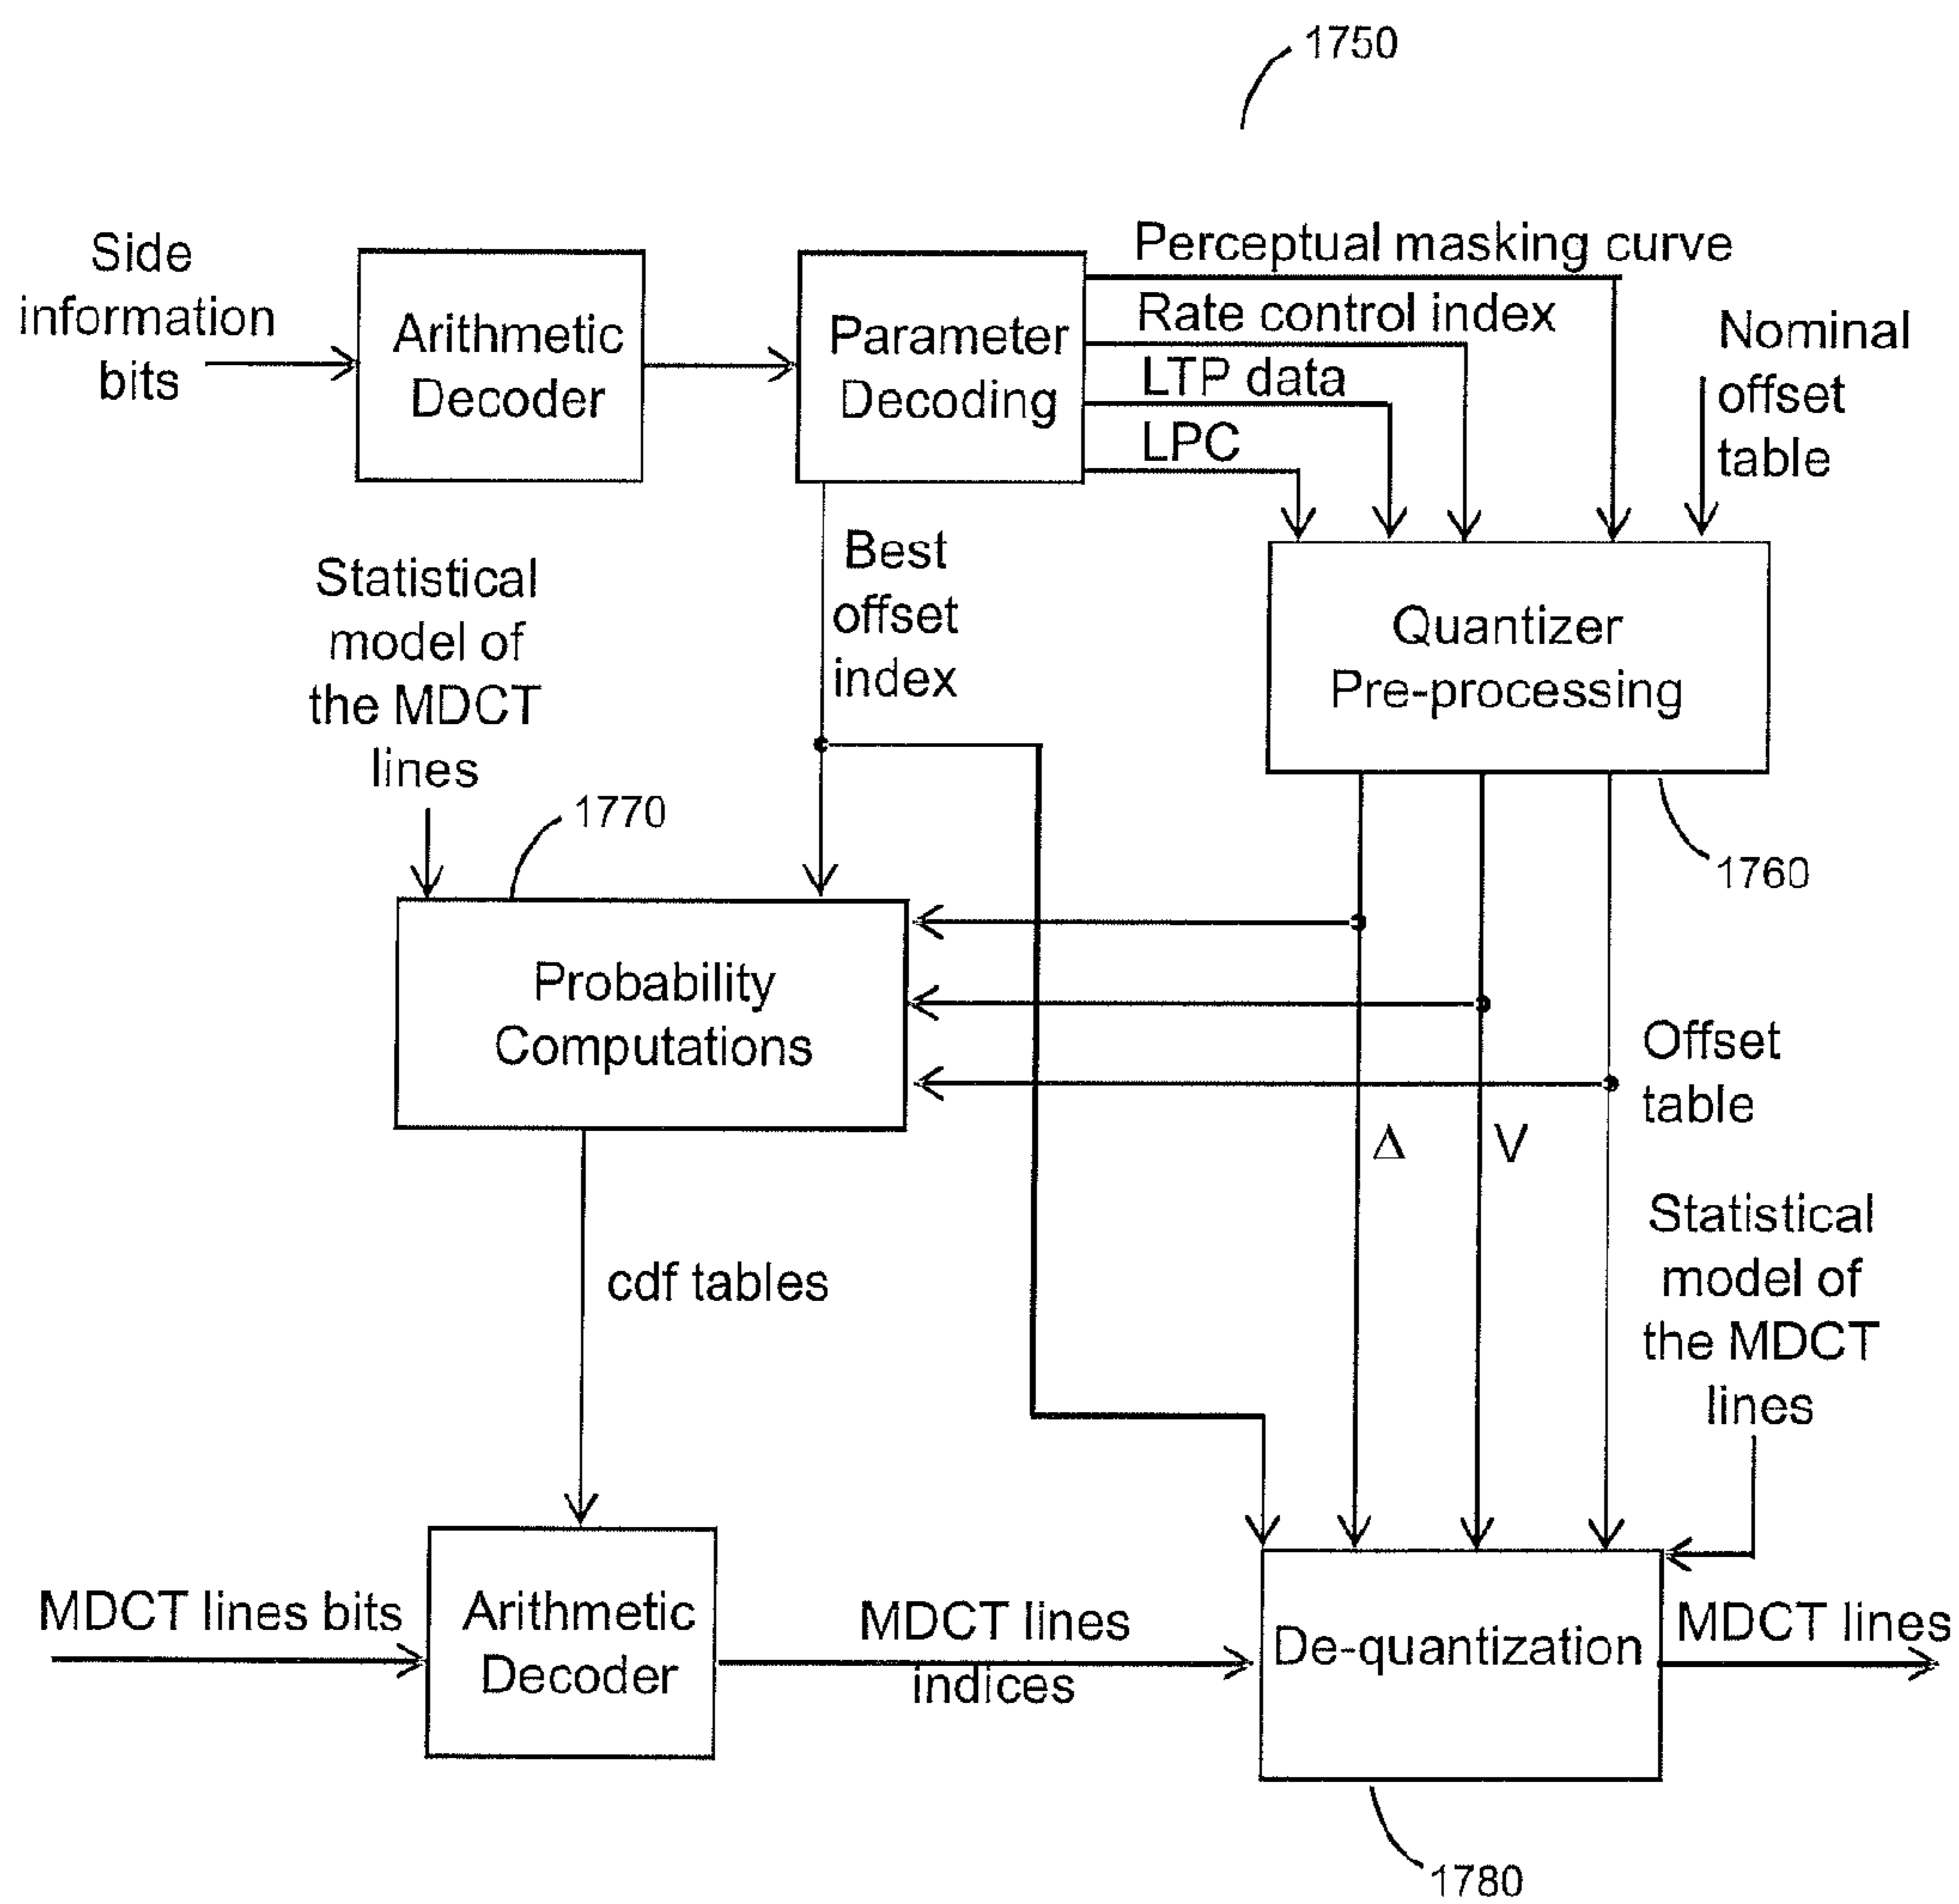 1750
Side
information
bits
Arithmetic
Decoder
Parameter
Decoding
Perceptual masking curve
Rate control index
LTP data
LPC
Nominal
offset
table
Statistical
model of
the MDCT
lines
Best
offset
index
Quantizer
Pre-processing
1770
1760
Probability
Computations
Offset
table
Δ
V
cdf tables
Statistical
model of
the MDCT
lines
MDCT lines bits
Arithmetic
Decoder
MDCT lines
indices
De-quantization
MDCT lines
1780